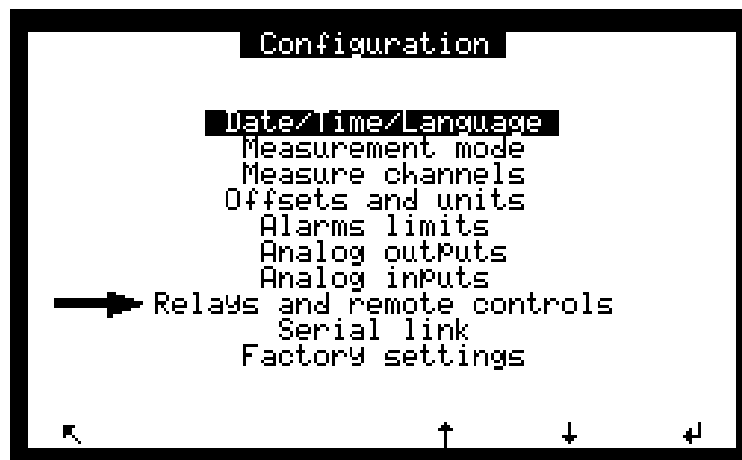 Configuration
Date/Time/Language
Measurement mode
Measure channels
Offsets and units
Alarms limits
Analog outputs
Analog inputs
Relays and remote controls
Serial link
Factory settings